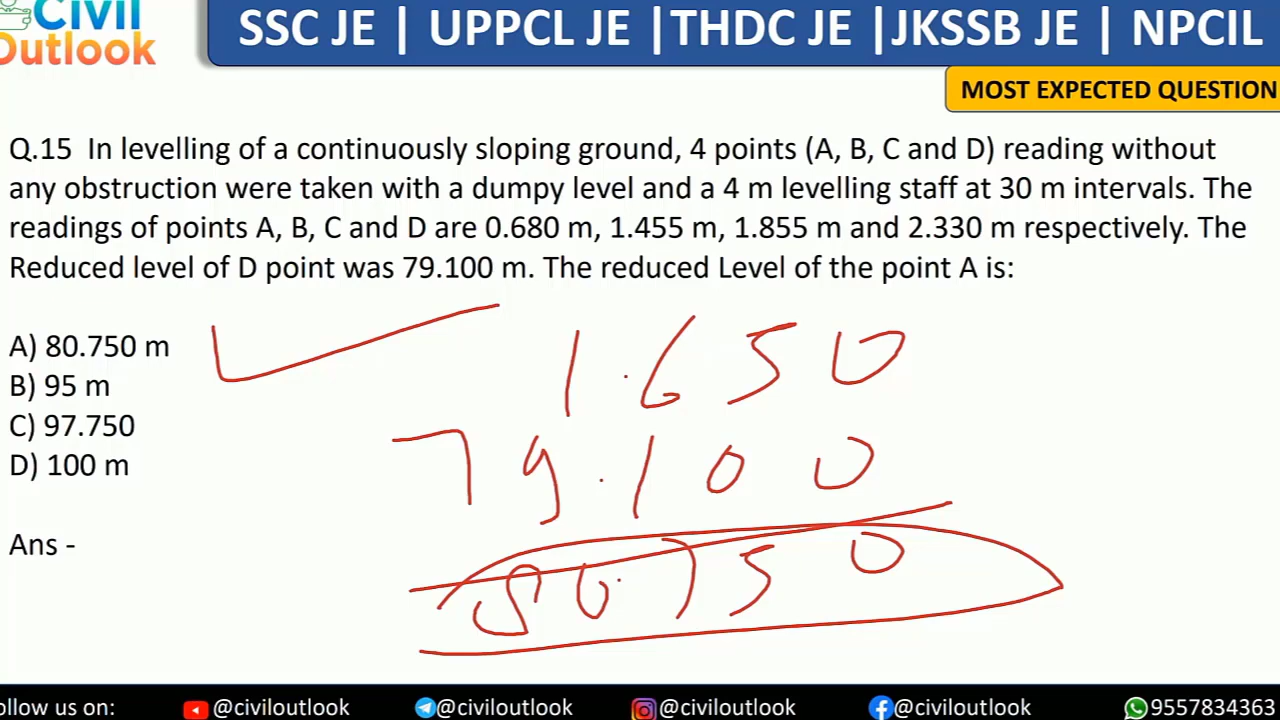 Civil
Outlook
SSC JE | UPPCL JE |THDC JE |JKSSB JE | NPCIL
MOST EXPECTED QUESTION
Q.15 In levelling of a continuously sloping ground, 4 points (A, B, C and D) reading without
any obstruction were taken with a dumpy level and a 4 m levelling staff at 30 m intervals. The
readings of points A, B, C and D are 0.680 m, 1.455 m, 1.855 m and 2.330 m respectively. The
Reduced level of D point was 79.100 m. The reduced Level of the point A is:
A) 80.750 m
B) 95 m
C) 97.750
D) 100 m
1.650
79.100
80.750
Ans -
ollow us on:
@civiloutlook
@civiloutlook
@civiloutlook
@civiloutlook
9557834363